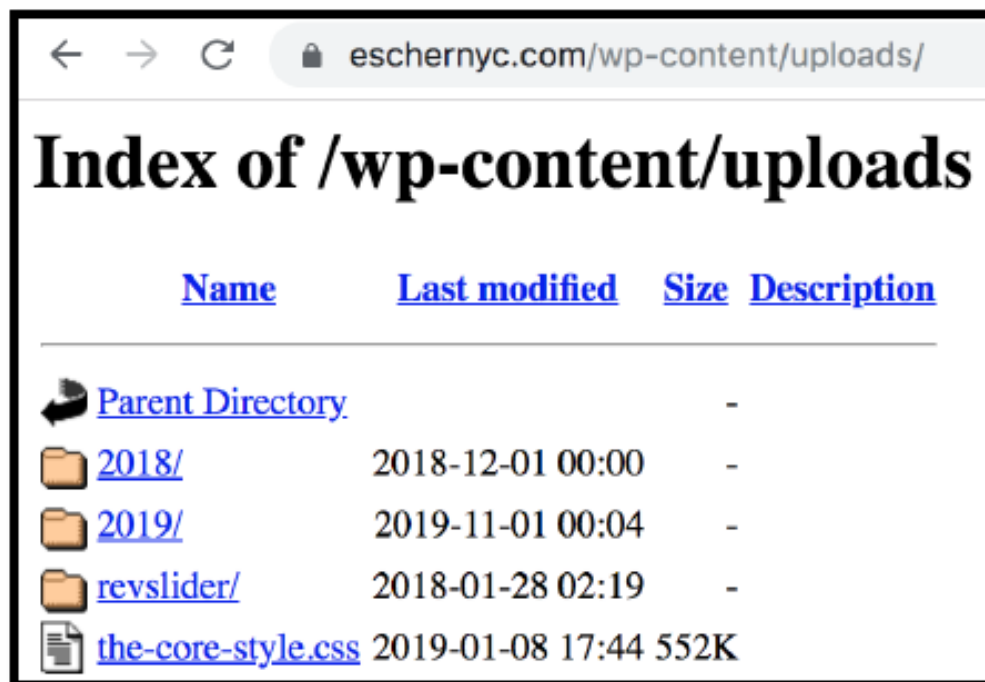 eschernyc.com/wp-content/uploads/
Index of /wp-content/uploads
Name Last modified Size Description
Parent Directory -
2018/ 2018-12-01 00:00 -
2019/ 2019-11-01 00:04 -
revslider/ 2018-01-28 02:19 -
the-core-style.css 2019-01-08 17:44 552K